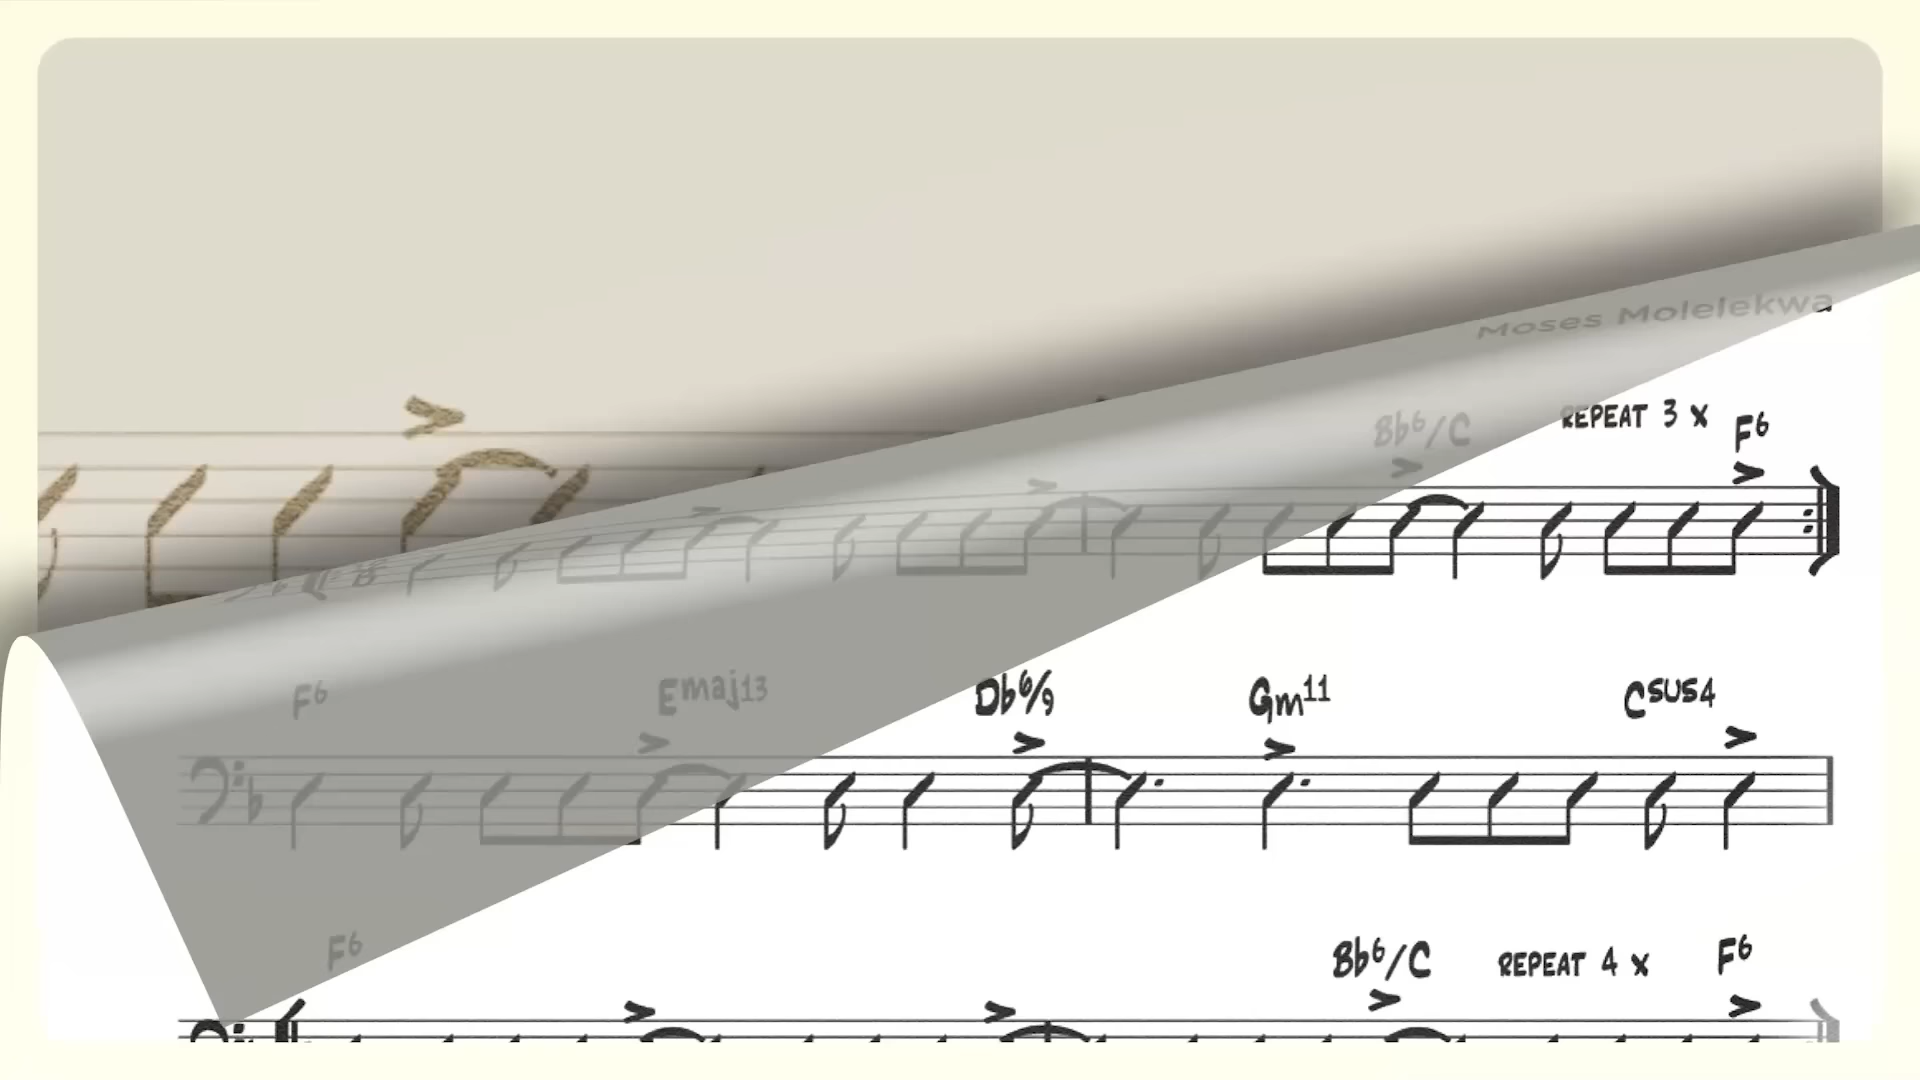 Moses Molelekwa
Bb6/C REPEAT 3 x F6
F6 Emaj13 Db6/9 Gm11 Csus4
F6 Bb6/C REPEAT 4 x F6